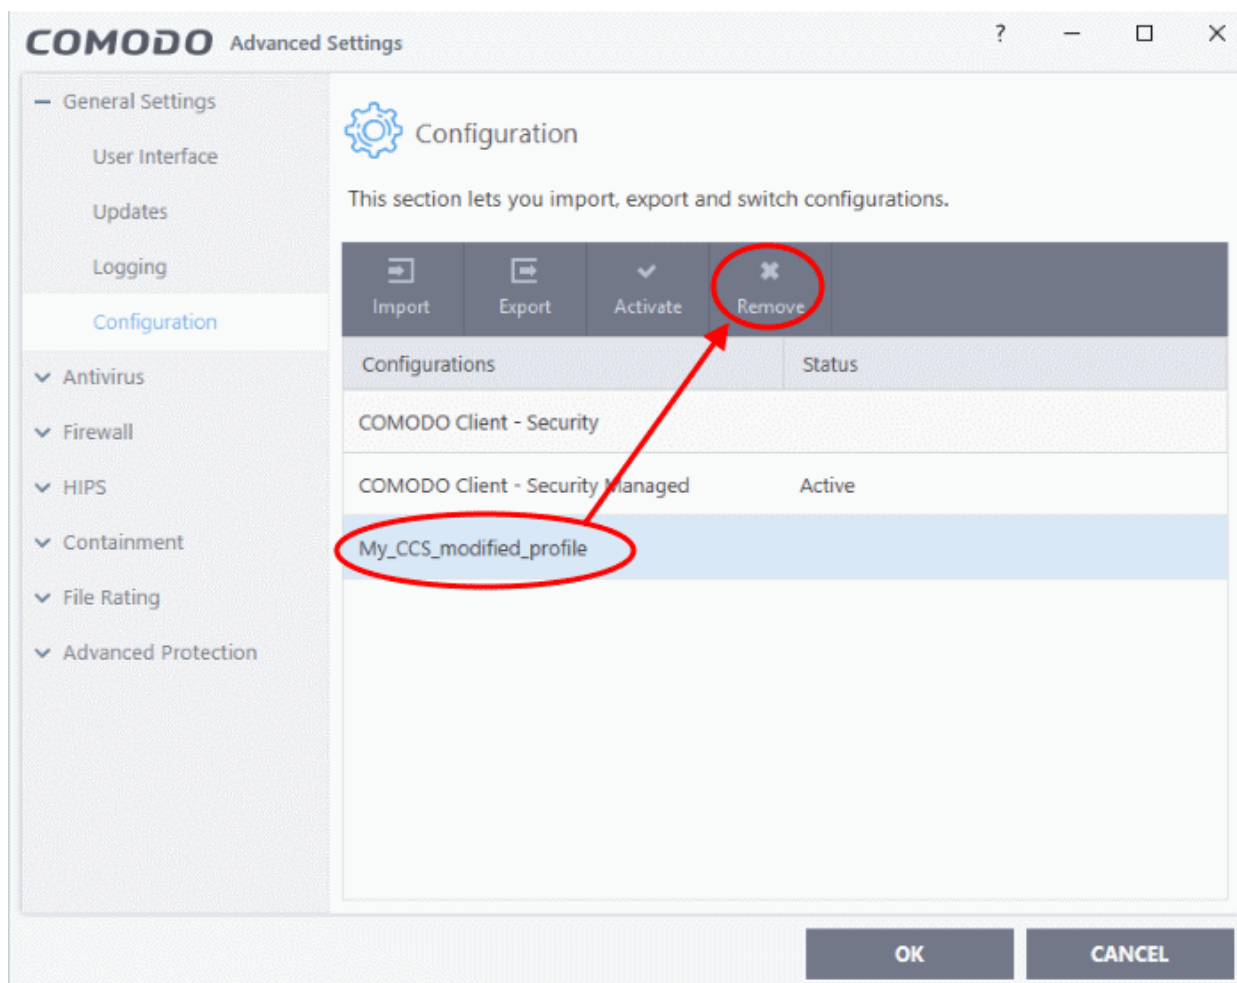 COMODO Advanced Settings ?
General Settings
User Interface
Updates
Logging
Configuration
Antivirus
Firewall
HIPS
Containment
File Rating
Advanced Protection
Configuration
This section lets you import, export and switch configurations.
Import Export Activate Remove
Configurations Status
COMODO Client - Security
COMODO Client - Security Managed Active
My_CCS_modified_profile
OK CANCEL